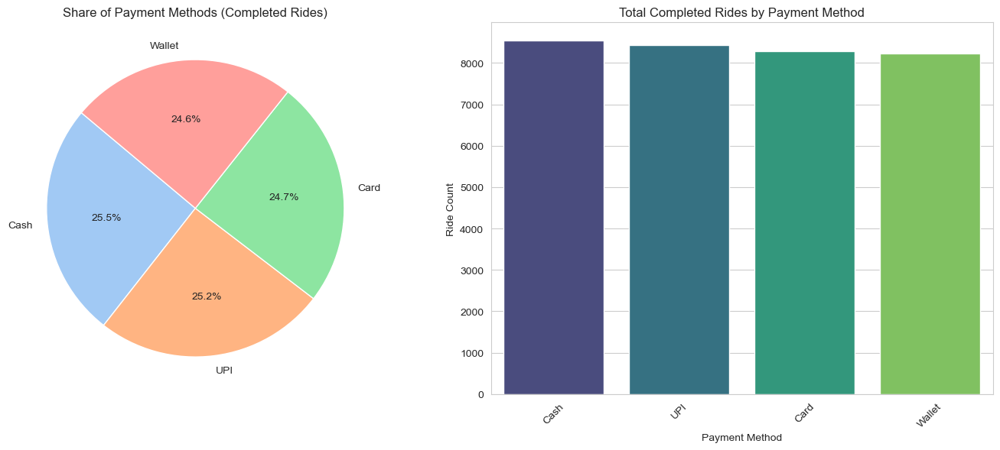 Share of Payment Methods (Completed Rides)
Wallet
24.6%
Card
24.7%
Cash
25.5%
25.2%
UPI
Total Completed Rides by Payment Method
Ride Count
8000
7000
6000
5000
4000
3000
2000
1000
0
Cash
UPI
Card
Wallet
Payment Method